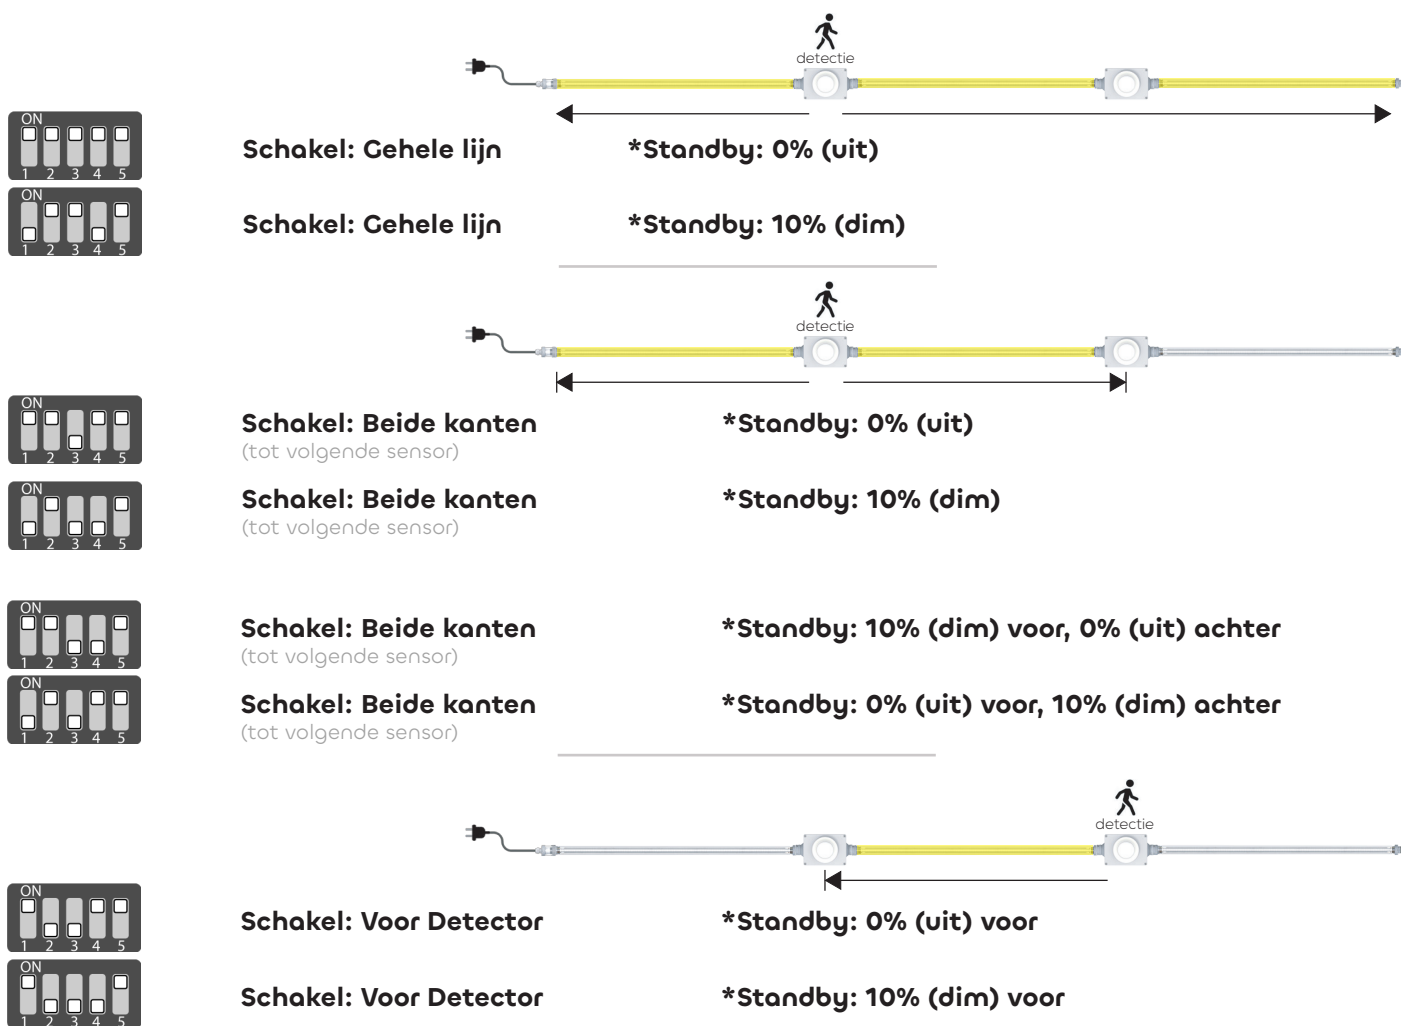 detectie
ON
1 2 3 4 5
Schakel: Gehele lijn *Standby: 0% (uit)
ON
1 2 3 4 5
Schakel: Gehele lijn *Standby: 10% (dim)
detectie
ON
1 2 3 4 5
Schakel: Beide kanten *Standby: 0% (uit)
(tot volgende sensor)
ON
1 2 3 4 5
Schakel: Beide kanten *Standby: 10% (dim)
(tot volgende sensor)
ON
1 2 3 4 5
Schakel: Beide kanten *Standby: 10% (dim) voor, 0% (uit) achter
(tot volgende sensor)
ON
1 2 3 4 5
Schakel: Beide kanten *Standby: 0% (uit) voor, 10% (dim) achter
(tot volgende sensor)
detectie
ON
1 2 3 4 5
Schakel: Voor Detector *Standby: 0% (uit) voor
ON
1 2 3 4 5
Schakel: Voor Detector *Standby: 10% (dim) voor